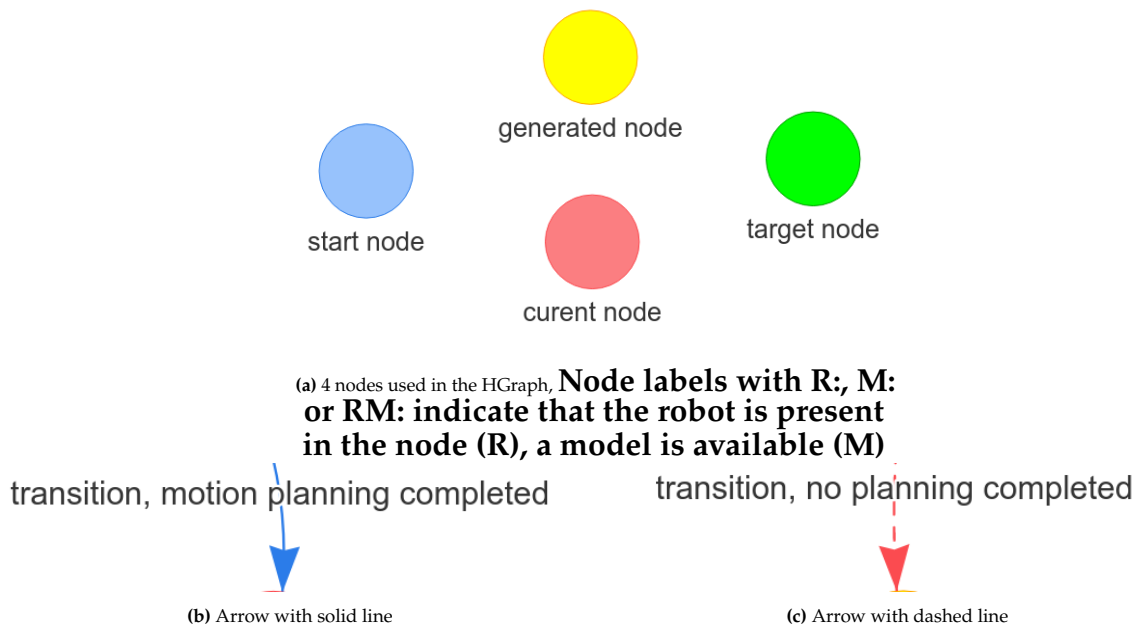 generated node
start node
target node
curent node
(a) 4 nodes used in the HGraph, Node labels with R:, M:
or RM: indicate that the robot is present
in the node (R), a model is available (M)
transition, motion planning completed
transition, no planning completed
(b) Arrow with solid line
(c) Arrow with dashed line